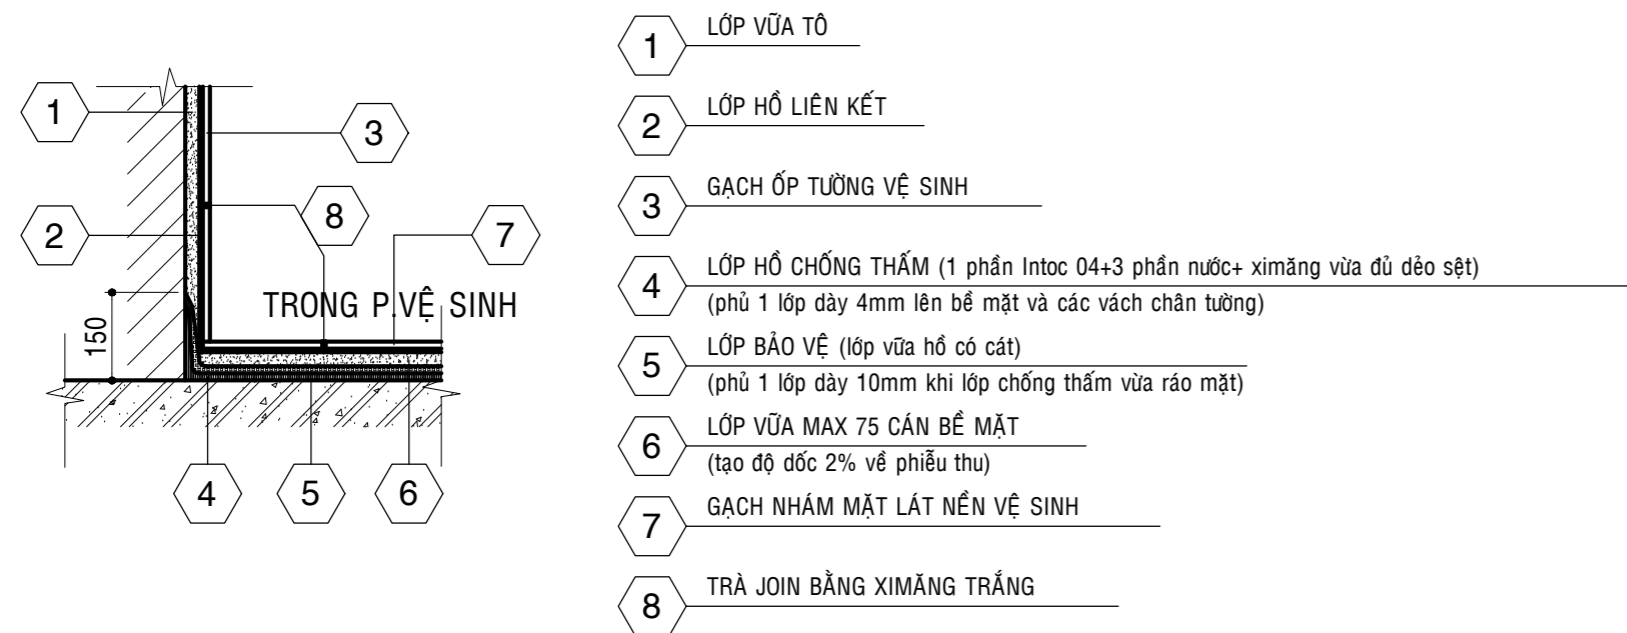 1
2
3
8
7
TRONG P.VỆ SINH
150
4
5
6
1
LỚP VỮA TÔ
2
LỚP HỒ LIÊN KẾT
3
GẠCH ỐP TƯỜNG VỆ SINH
4
LỚP HỒ CHỐNG THẤM (1 phần Intoc 04+3 phần nước+ ximăng vừa đủ dẻo sệt)
(phủ 1 lớp dày 4mm lên bề mặt và các vách chân tường)
5
LỚP BẢO VỆ (lớp vữa hồ có cát)
(phủ 1 lớp dày 10mm khi lớp chống thấm vừa ráo mặt)
6
LỚP VỮA MAX 75 CÁN BỀ MẶT
(tạo độ dốc 2% về phiễu thu)
7
GẠCH NHÁM MẶT LÁT NỀN VỆ SINH
8
TRÀ JOIN BẰNG XIMĂNG TRẮNG